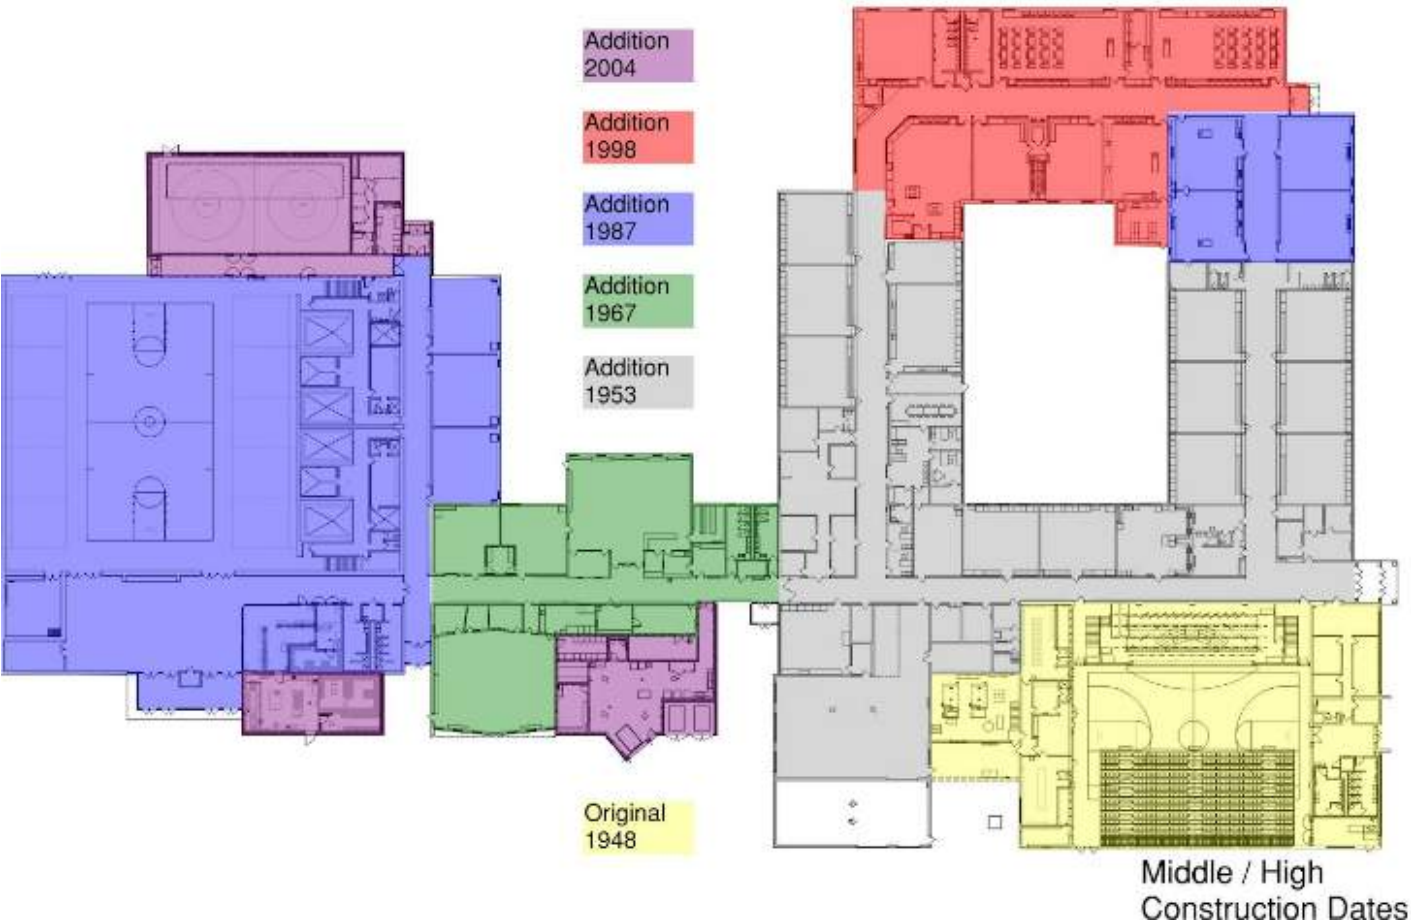 Addition
2004
Addition
1998
Addition
1987
Addition
1967
Addition
1953
Original
1948
Middle / High
Construction Dates